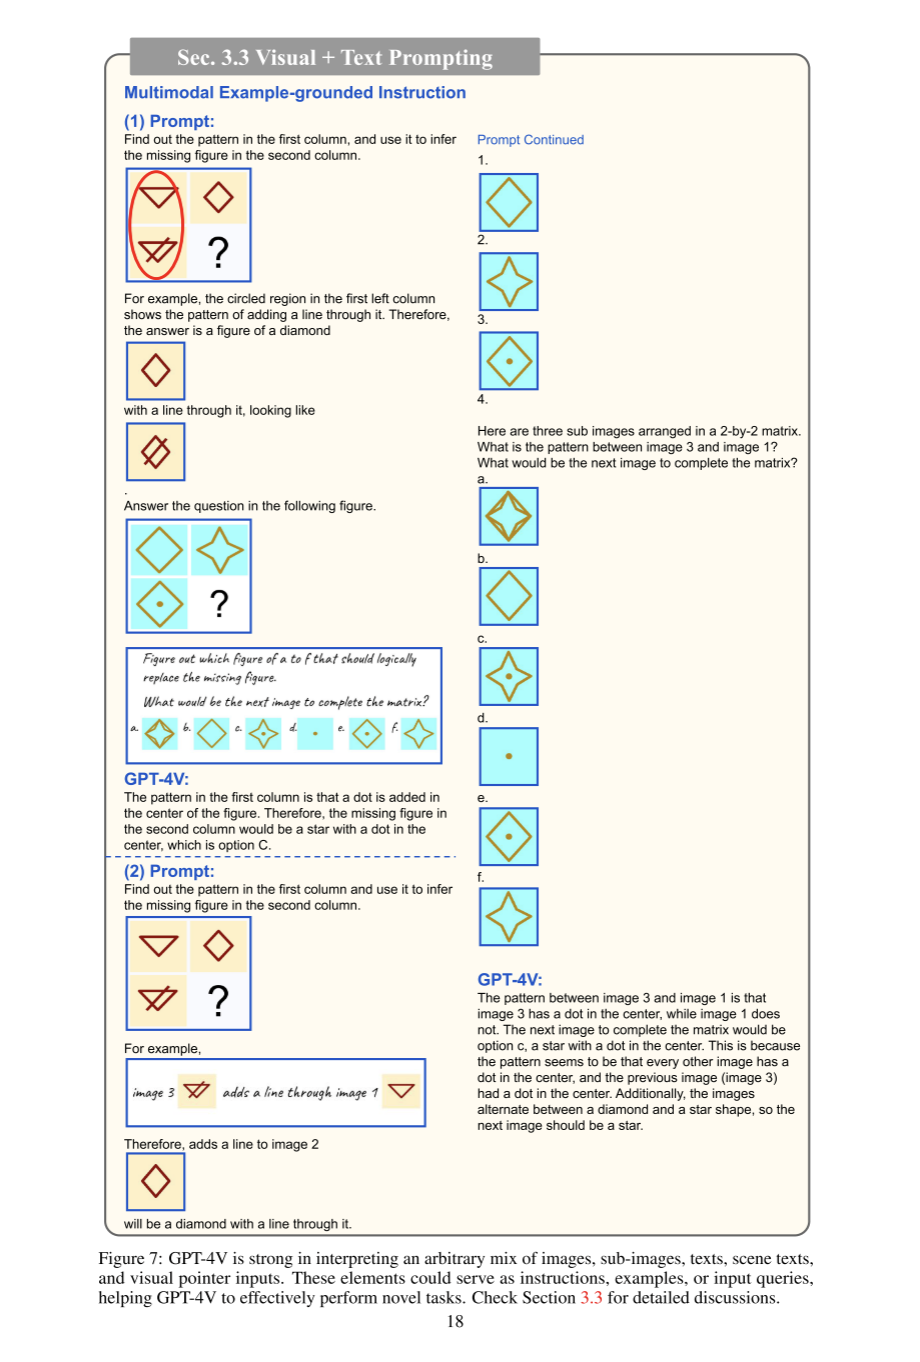 Sec. 3.3 Visual + Text Prompting
Multimodal Example-grounded Instruction
(1) Prompt:
Find out the pattern in the first column, and use it to infer
the missing figure in the second column.
?
For example, the circled region in the first left column
shows the pattern of adding a line through it. Therefore,
the answer is a figure of a diamond
with a line through it, looking like
.
Answer the question in the following figure.
?
Figure out which figure of a to f that should logically
replace the missing figure.
What would be the next image to complete the matrix?
a. b. c. d. e. f.
GPT-4V:
The pattern in the first column is that a dot is added in
the center of the figure. Therefore, the missing figure in
the second column would be a star with a dot in the
center, which is option C.
(2) Prompt:
Find out the pattern in the first column and use it to infer
the missing figure in the second column.
?
For example,
image 3 adds a line through image 1
Therefore, adds a line to image 2
will be a diamond with a line through it.
Prompt Continued
1.
2.
3.
4.
Here are three sub images arranged in a 2-by-2 matrix.
What is the pattern between image 3 and image 1?
What would be the next image to complete the matrix?
a.
b.
c.
d.
e.
f.
GPT-4V:
The pattern between image 3 and image 1 is that
image 3 has a dot in the center, while image 1 does
not. The next image to complete the matrix would be
option c, a star with a dot in the center. This is because
the pattern seems to be that every other image has a
dot in the center, and the previous image (image 3)
had a dot in the center. Additionally, the images
alternate between a diamond and a star shape, so the
next image should be a star.
Figure 7: GPT-4V is strong in interpreting an arbitrary mix of images, sub-images, texts, scene texts,
and visual pointer inputs. These elements could serve as instructions, examples, or input queries,
helping GPT-4V to effectively perform novel tasks. Check Section 3.3 for detailed discussions.
18